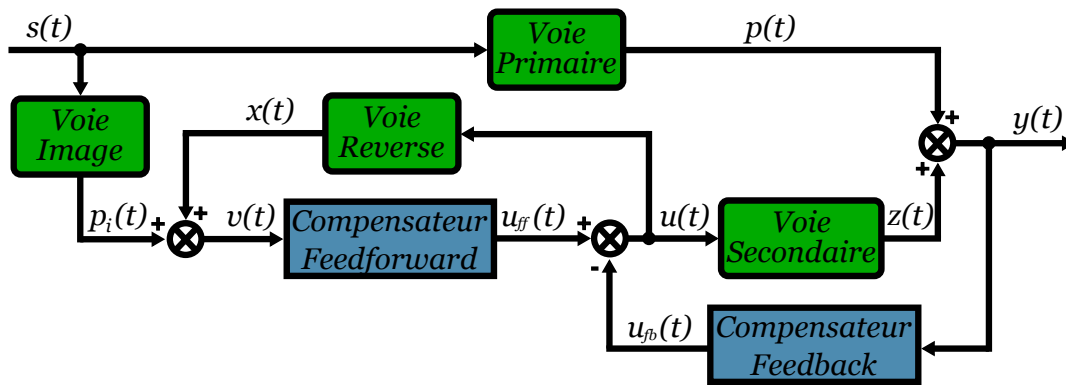 s(t)
Voie
Primaire
p(t)
Voie
Image
x(t)
Voie
Reverse
+
+
y(t)
p_i(t)
+
+
v(t)
Compensateur
Feedforward
u_ff(t)
+
-
u(t)
Voie
Secondaire
z(t)
u_fb(t)
Compensateur
Feedback